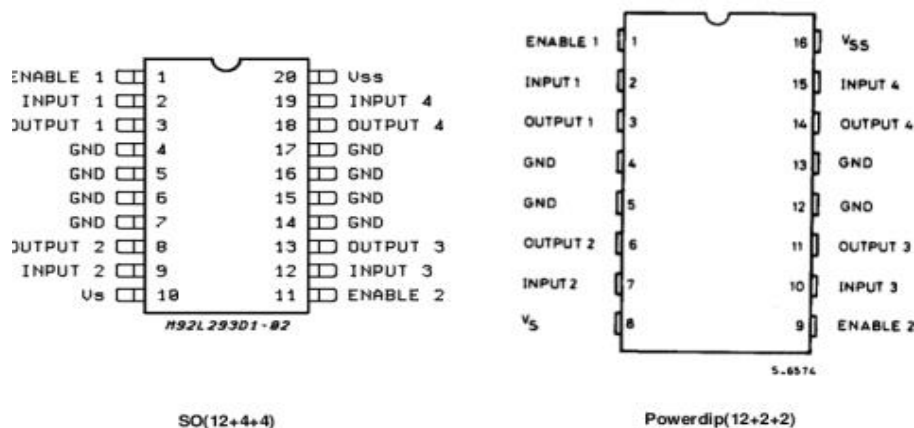 ENABLE 1 1 20 Vss
INPUT 1 2 19 INPUT 4
OUTPUT 1 3 18 OUTPUT 4
GND 4 17 GND
GND 5 16 GND
GND 6 15 GND
GND 7 14 GND
OUTPUT 2 8 13 OUTPUT 3
INPUT 2 9 12 INPUT 3
Vs 10 11 ENABLE 2
M92L293D1-02
SO(12+4+4)
ENABLE 1 1 16 VSS
INPUT 1 2 15 INPUT 4
OUTPUT 1 3 14 OUTPUT 4
GND 4 13 GND
GND 5 12 GND
OUTPUT 2 6 11 OUTPUT 3
INPUT 2 7 10 INPUT 3
VS 8 9 ENABLE 2
S-6574
Powerdip(12+2+2)